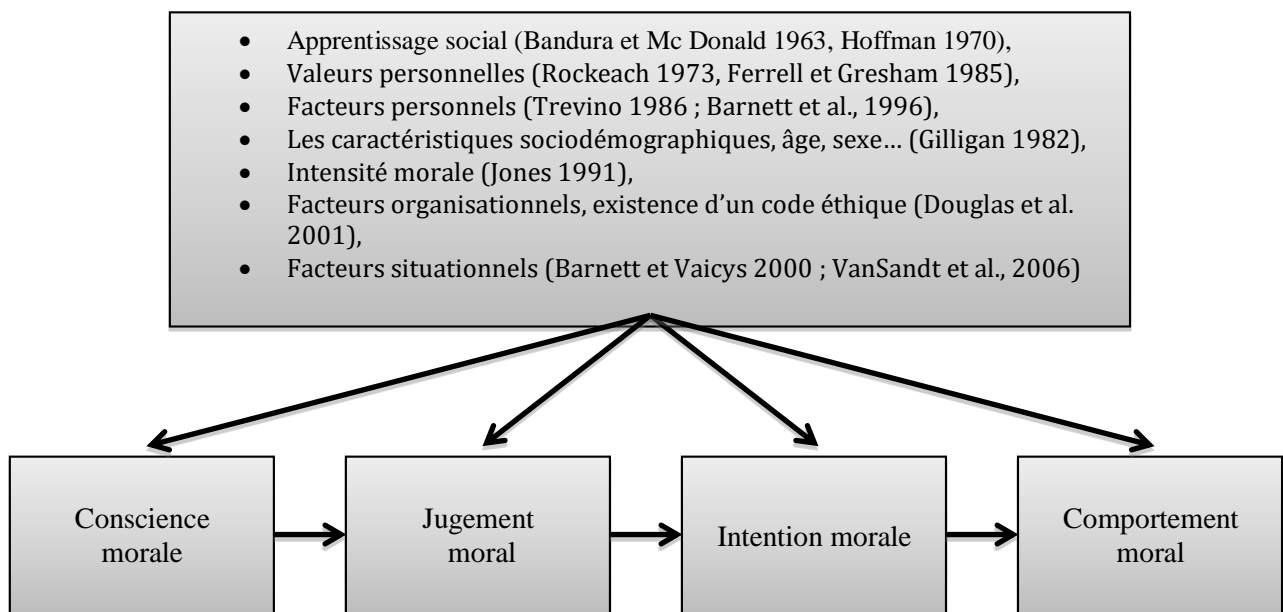 • Apprentissage social (Bandura et Mc Donald 1963, Hoffman 1970),
• Valeurs personnelles (Rockeach 1973, Ferrell et Gresham 1985),
• Facteurs personnels (Trevino 1986 ; Barnett et al., 1996),
• Les caractéristiques sociodémographiques, âge, sexe… (Gilligan 1982),
• Intensité morale (Jones 1991),
• Facteurs organisationnels, existence d’un code éthique (Douglas et al.
2001),
• Facteurs situationnels (Barnett et Vaicys 2000 ; VanSandt et al., 2006)
Conscience
morale
Jugement
moral
Intention morale
Comportement
moral